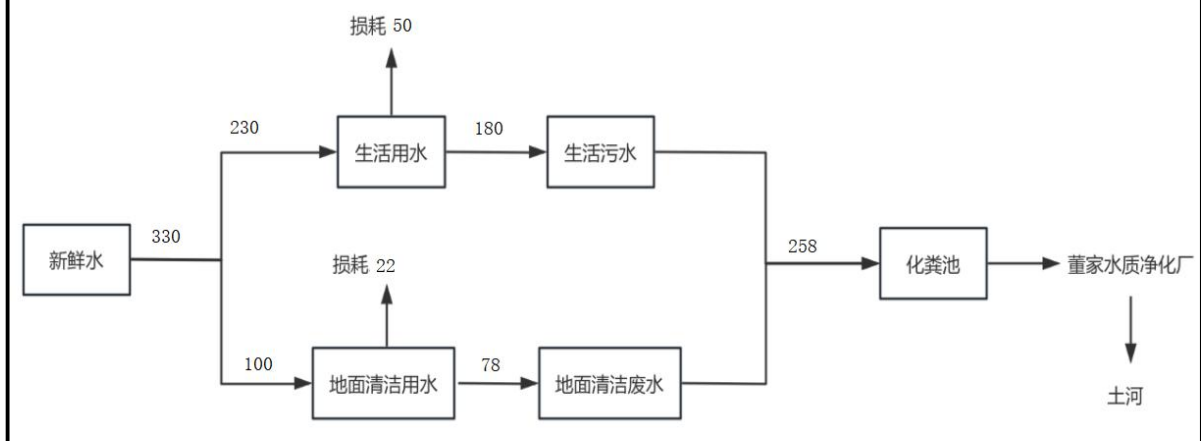 损耗 50
230
生活用水
180
生活污水
新鲜水
330
损耗 22
258
化粪池
董家水质净化厂
100
地面清洁用水
78
地面清洁废水
土河